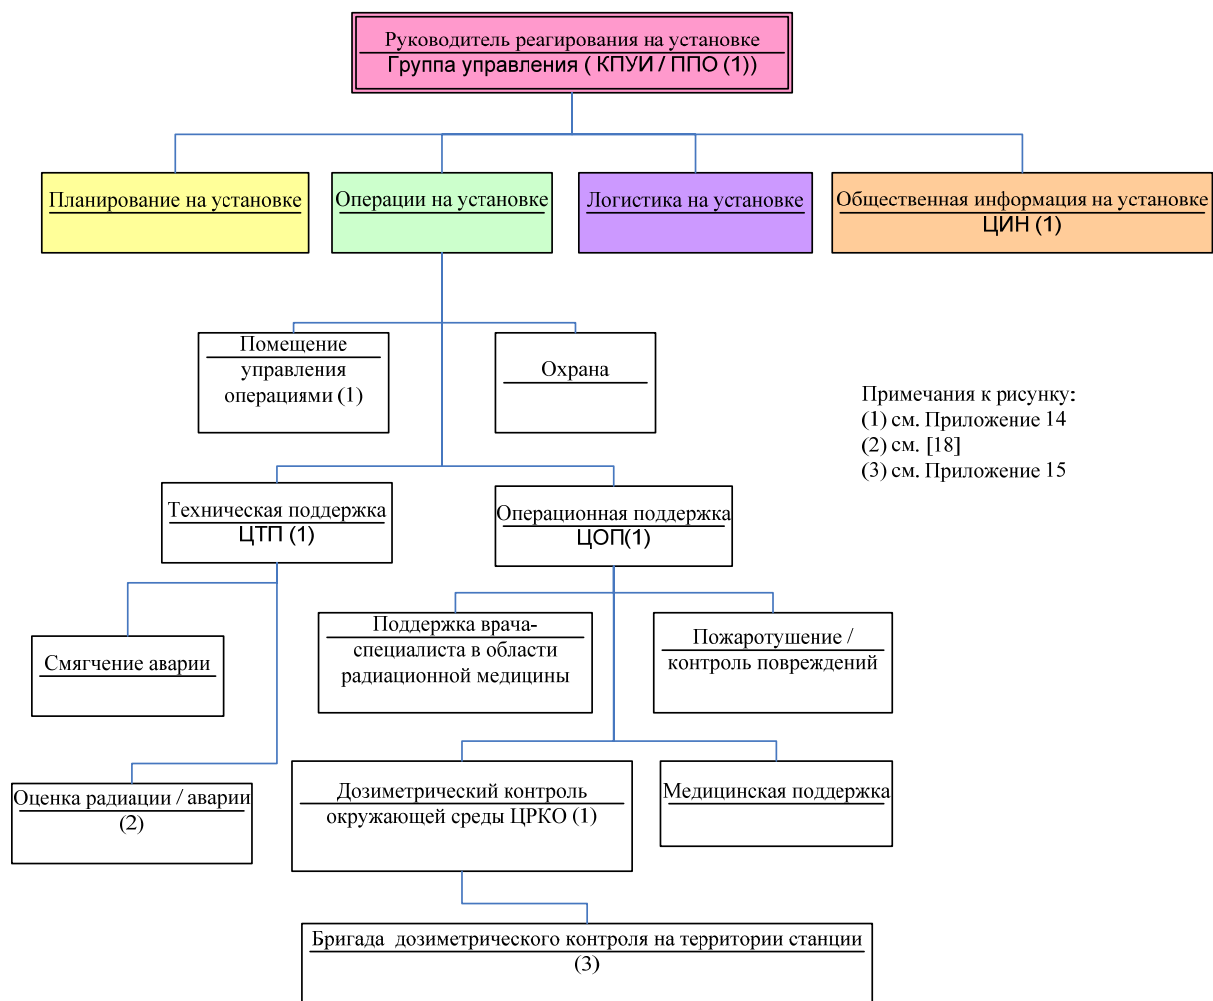 Руководитель реагирования на установке
Группа управления ( КПУИ / ППО (1))
Планирование на установке
Операции на установке
Логистика на установке
Общественная информация на установке
ЦИН (1)
Помещение
управления
операциями (1)
Охрана
Примечания к рисунку:
(1) см. Приложение 14
(2) см. [18]
(3) см. Приложение 15
Техническая поддержка
ЦТП (1)
Операционная поддержка
ЦОП(1)
Смягчение аварии
Поддержка врача-
специалиста в области
радиационной медицины
Пожаротушение /
контроль повреждений
Оценка радиации / аварии
(2)
Дозиметрический контроль
окружающей среды ЦРКО (1)
Медицинская поддержка
Бригада дозиметрического контроля на территории станции
(3)